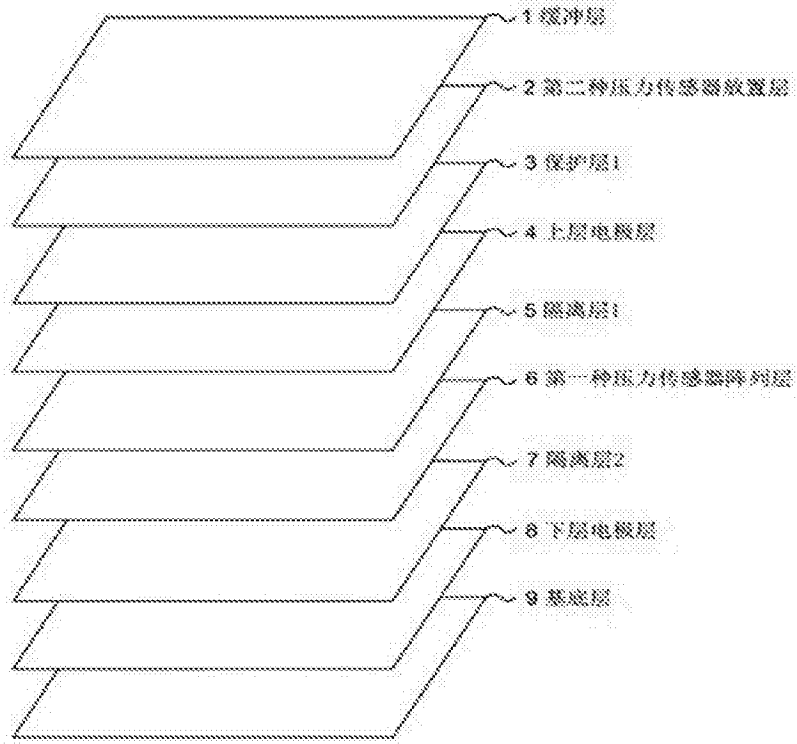 1 缓冲层
2 第二种压力传感器放置层
3 保护层1
4 上层电极层
5 隔离层1
6 第一种压力传感器阵列层
7 隔离层2
8 下层电极层
9 基底层